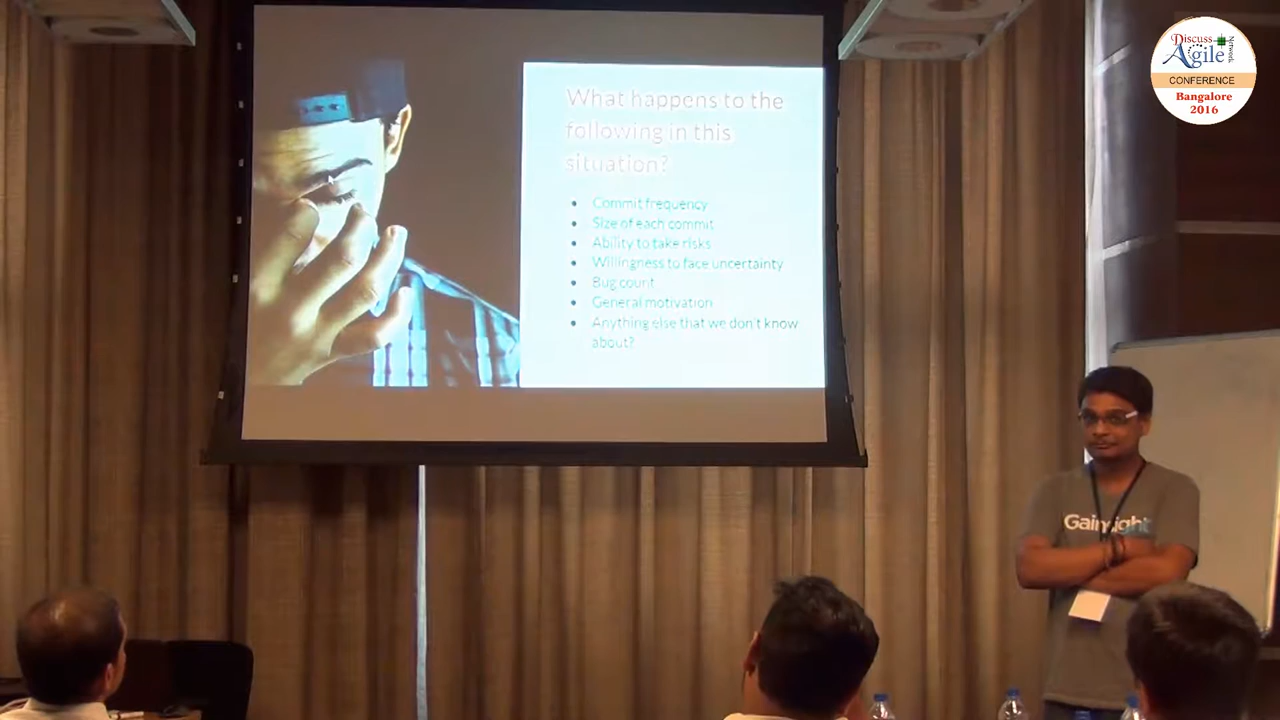 What happens to the
following in this
situation?
• Commit frequency
• Size of each commit
• Ability to take risks
• Willingness to face uncertainty
• Bug count
• General motivation
• Anything else that we don't know
about?
Discuss
Agile
Network
CONFERENCE
Bangalore
2016
Gainsight